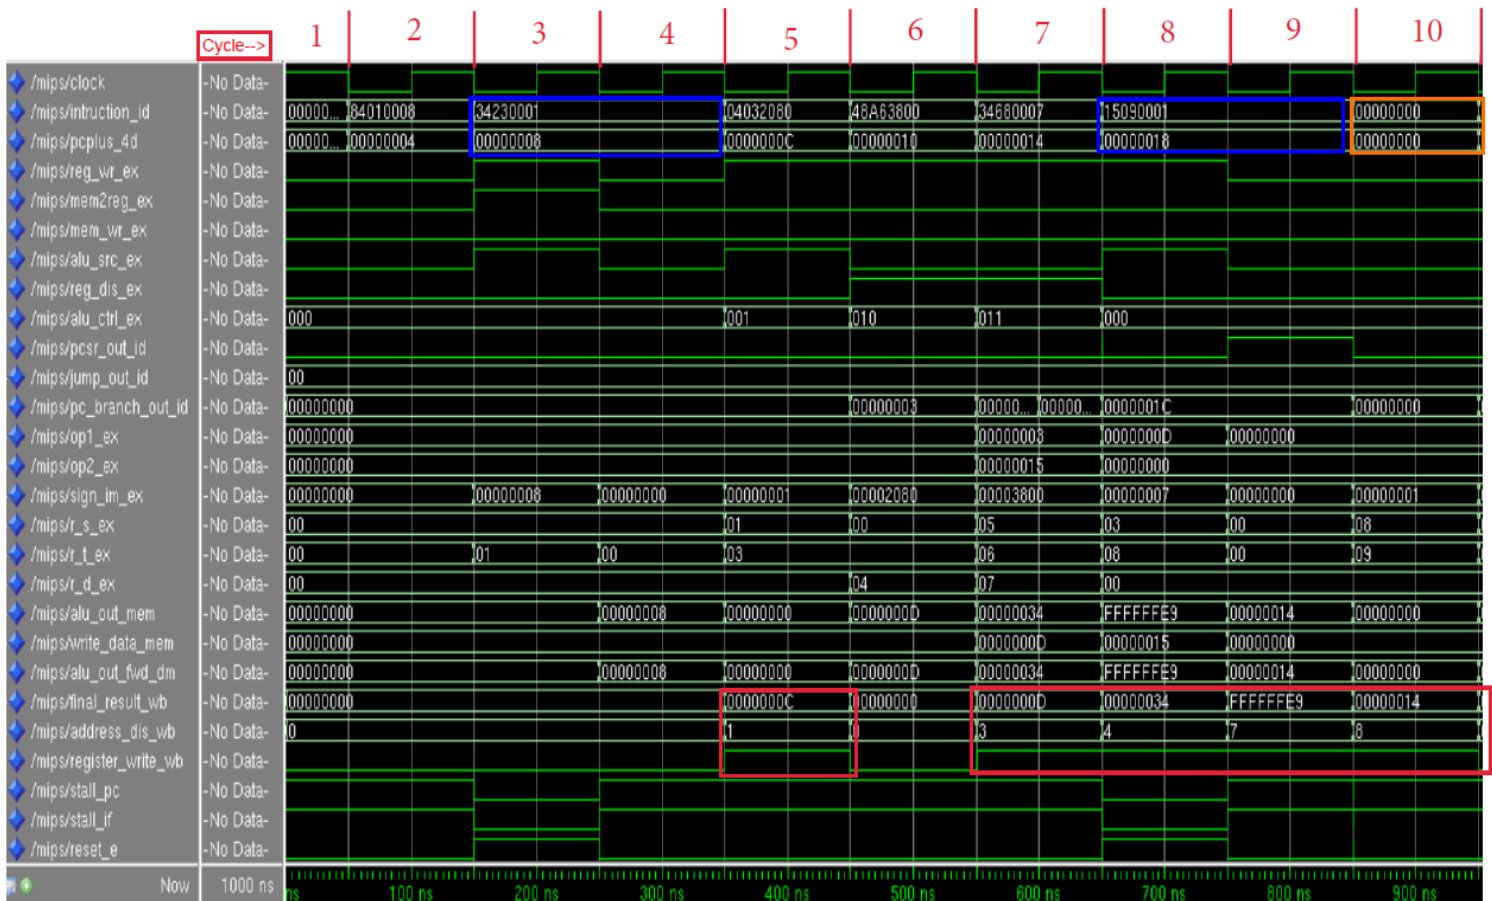 1 2 3 4 5 6 7 8 9 10
Cycle-->
/mips/clock -No Data-
/mips/intruction_id -No Data- 00000... 84010008 34230001 04032080 48A63800 34680007 15090001 00000000
/mips/pcplus_4d -No Data- 00000... 00000004 00000008 0000000C 00000010 00000014 00000018 00000000
/mips/reg_wr_ex -No Data-
/mips/mem2reg_ex -No Data-
/mips/mem_wr_ex -No Data-
/mips/alu_src_ex -No Data-
/mips/reg_dis_ex -No Data-
/mips/alu_ctrl_ex -No Data- 000 001 010 011 000
/mips/pcsr_out_id -No Data-
/mips/jump_out_id -No Data- 00
/mips/pc_branch_out_id -No Data- 00000000 00000003 00000... 00000... 0000001C 00000000
/mips/op1_ex -No Data- 00000000 00000003 0000000D 00000000
/mips/op2_ex -No Data- 00000000 00000015 00000000
/mips/sign_im_ex -No Data- 00000000 00000008 00000000 00000001 00002080 00003800 00000007 00000000 00000001
/mips/r_s_ex -No Data- 00 01 00 05 03 00 08
/mips/r_t_ex -No Data- 00 01 00 03 06 08 00 09
/mips/r_d_ex -No Data- 00 04 07 00
/mips/alu_out_mem -No Data- 00000000 00000008 00000000 0000000D 00000034 FFFFFFE9 00000014 00000000
/mips/write_data_mem -No Data- 00000000 0000000D 00000015 00000000
/mips/alu_out_fwd_dm -No Data- 00000000 00000008 00000000 0000000D 00000034 FFFFFFE9 00000014 00000000
/mips/final_result_wb -No Data- 00000000 0000000C 00000000 0000000D 00000034 FFFFFFE9 00000014
/mips/address_dis_wb -No Data- 0 1 3 4 7 8
/mips/register_write_wb -No Data-
/mips/stall_pc -No Data-
/mips/stall_if -No Data-
/mips/reset_e -No Data-
Now 1000 ns ns 100 ns 200 ns 300 ns 400 ns 500 ns 600 ns 700 ns 800 ns 900 ns